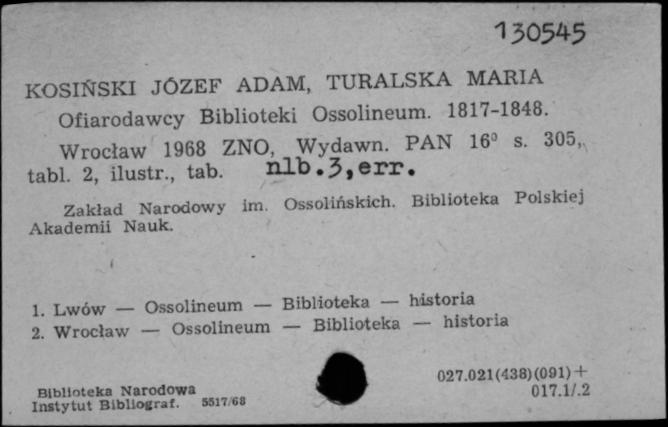 130545
KOSIŃSKI JÓZEF ADAM, TURALSKA MARIA
Ofiarodawcy Biblioteki Ossolineum. 1817-1848.
Wrocław 1968 ZNO, Wydawn. PAN 16⁰ s. 305,
tabl. 2, ilustr., tab. nlb.3,err.
Zakład Narodowy im. Ossolińskich. Biblioteka Polskiej
Akademii Nauk.
1. Lwów — Ossolineum — Biblioteka — historia
2. Wrocław — Ossolineum — Biblioteka — historia
027.021(438)(091) +
017.1/.2
Biblioteka Narodowa
Instytut Bibliograf. 5517/68